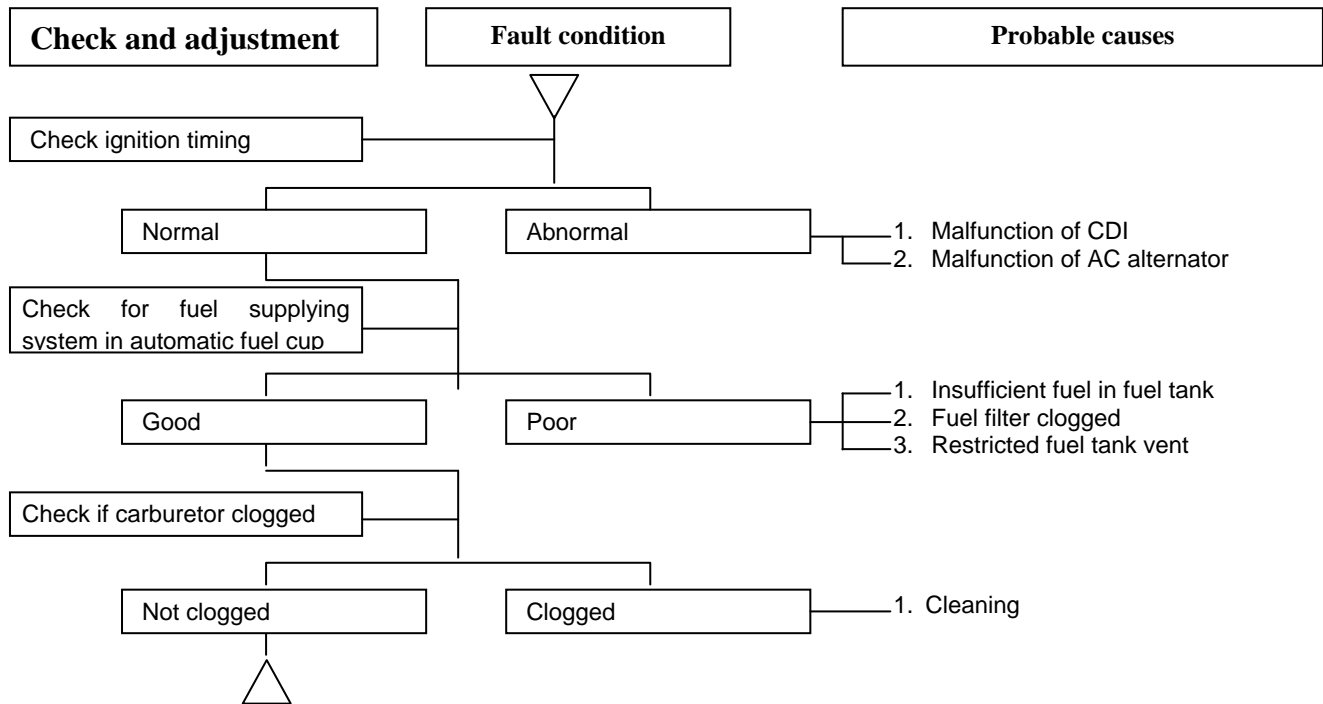 Check and adjustment
Fault condition
Probable causes
Check ignition timing
Normal
Abnormal
1. Malfunction of CDI
2. Malfunction of AC alternator
Check for fuel supplying
system in automatic fuel cup
Good
Poor
1. Insufficient fuel in fuel tank
2. Fuel filter clogged
3. Restricted fuel tank vent
Check if carburetor clogged
Not clogged
Clogged
1. Cleaning